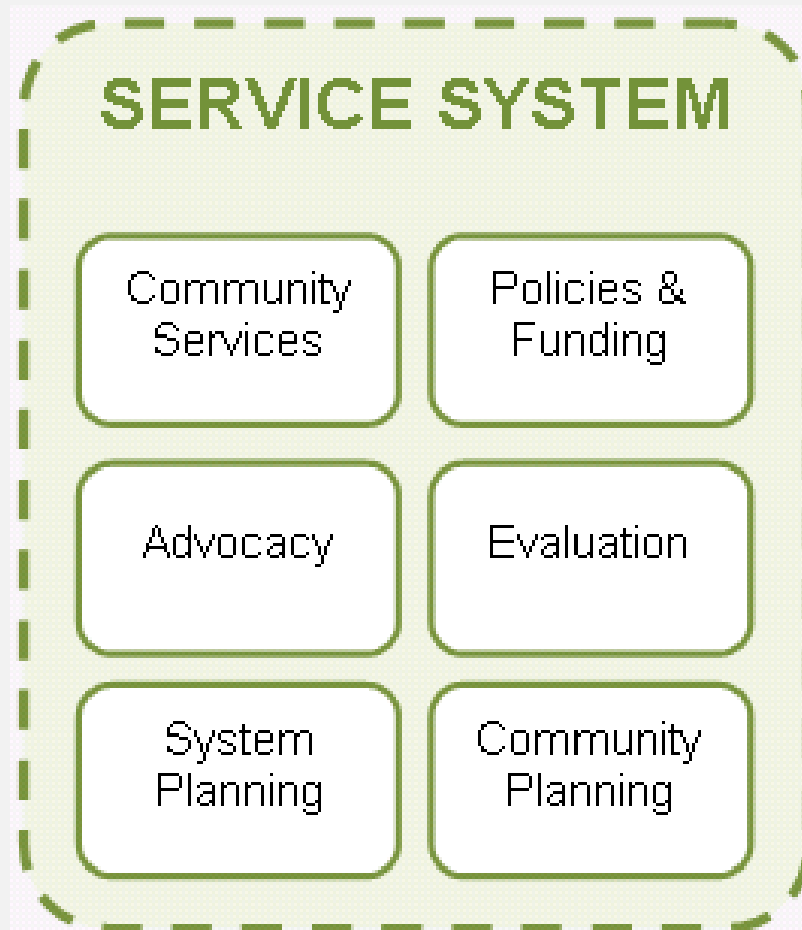 SERVICE SYSTEM
Community
Services
Policies &
Funding
Advocacy
Evaluation
System
Planning
Community
Planning